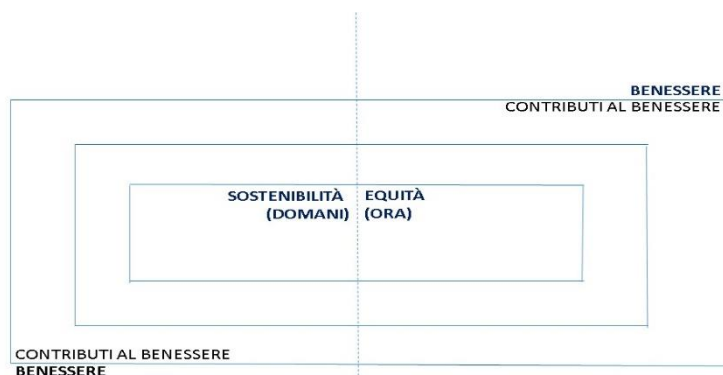 BENESSERE
CONTRIBUTI AL BENESSERE
SOSTENIBILITÀ EQUITÀ
(DOMANI) (ORA)
CONTRIBUTI AL BENESSERE
BENESSERE